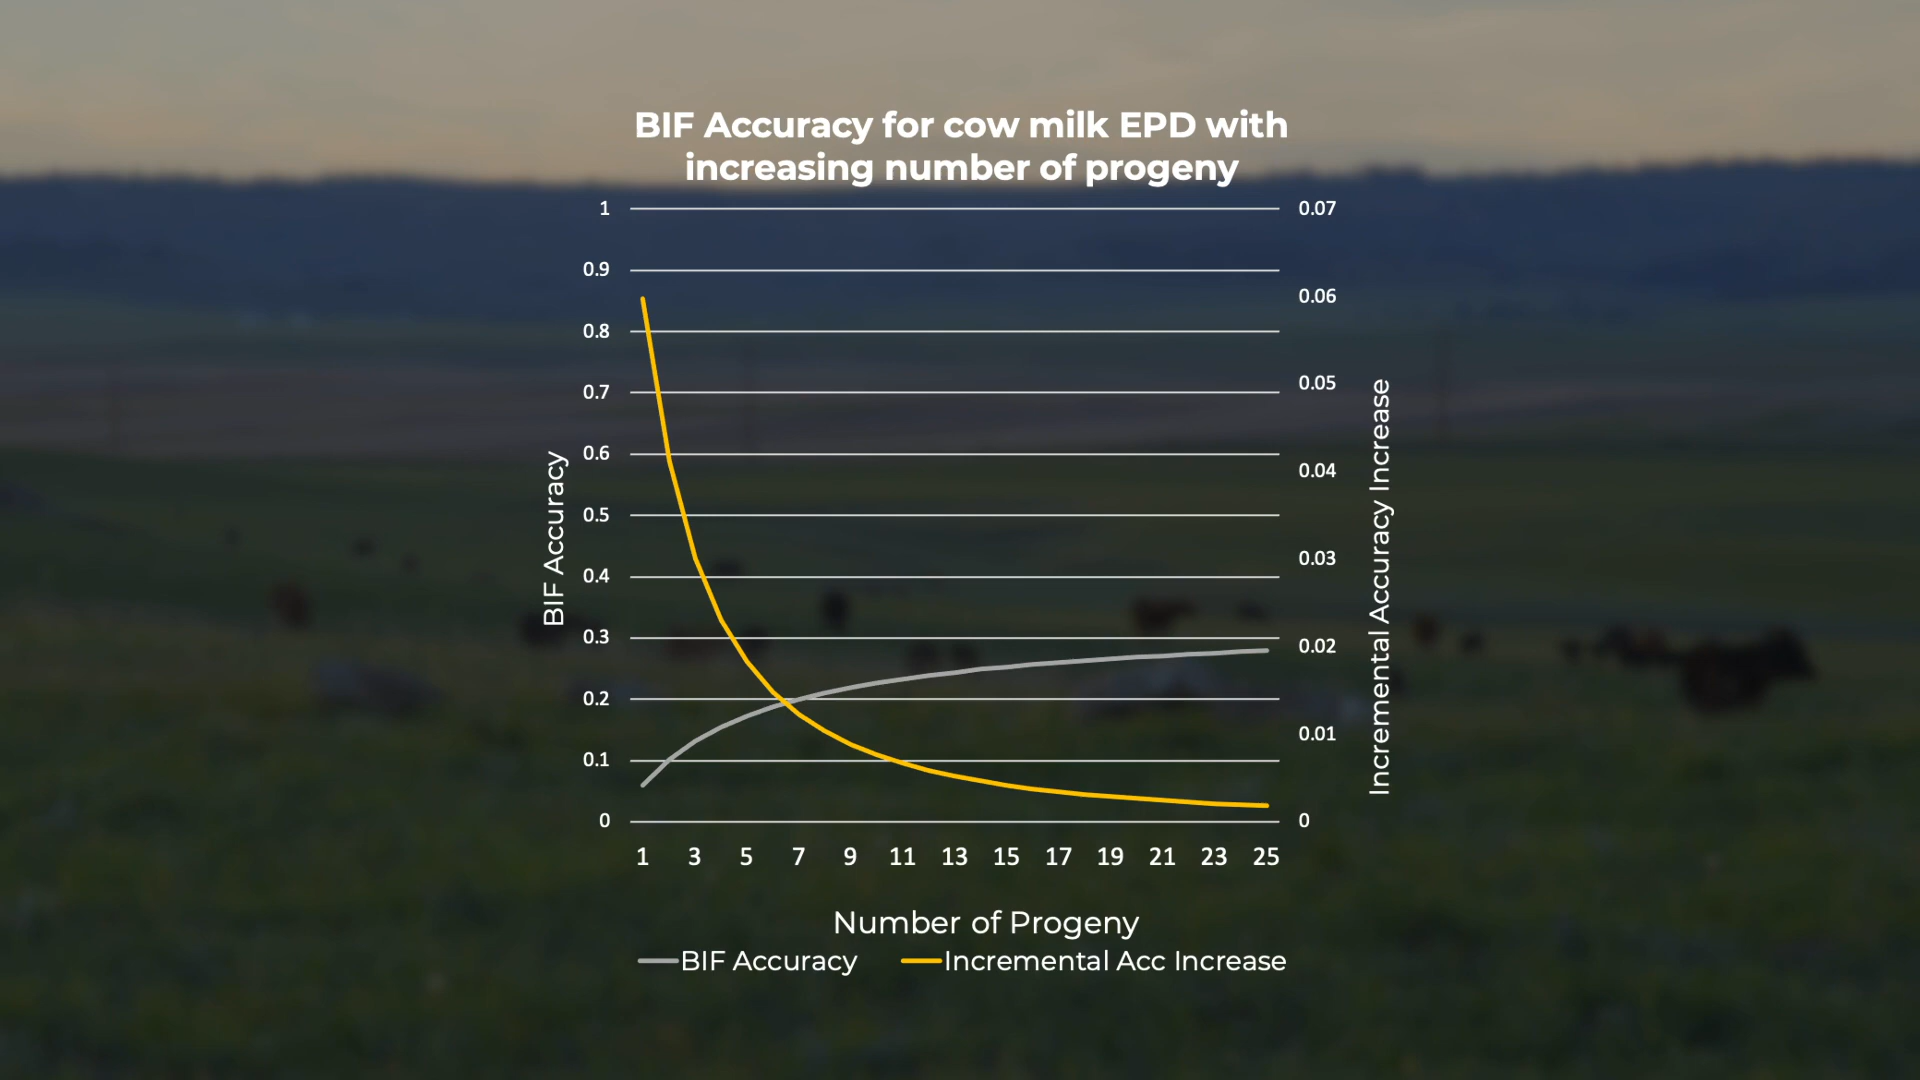 BIF Accuracy for cow milk EPD with
increasing number of progeny
1
0.9
0.8
0.7
0.6
0.5
0.4
0.3
0.2
0.1
0
BIF Accuracy
0.07
0.06
0.05
0.04
0.03
0.02
0.01
0
Incremental Accuracy Increase
1 3 5 7 9 11 13 15 17 19 21 23 25
Number of Progeny
BIF Accuracy Incremental Acc Increase